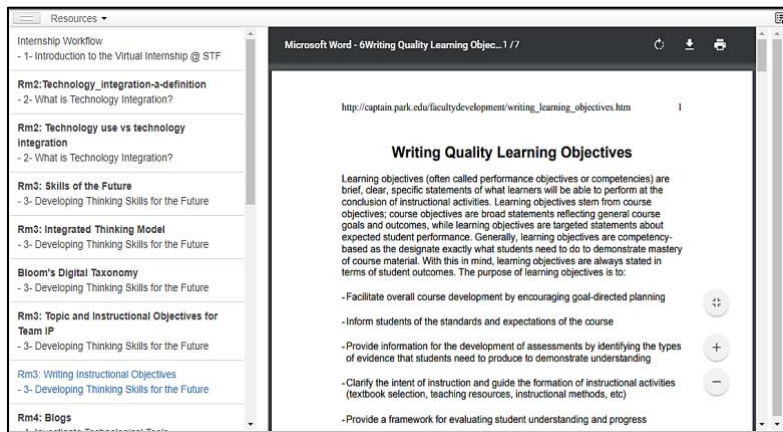 Resources
Internship Workflow
- 1- Introduction to the Virtual Internship @ STF
Rm2:Technology_integration-a-definition
- 2- What is Technology Integration?
Rm2: Technology use vs technology
integration
- 2- What is Technology Integration?
Rm3: Skills of the Future
- 3- Developing Thinking Skills for the Future
Rm3: Integrated Thinking Model
- 3- Developing Thinking Skills for the Future
Bloom's Digital Taxonomy
- 3- Developing Thinking Skills for the Future
Rm3: Topic and Instructional Objectives for
Team IP
- 3- Developing Thinking Skills for the Future
Rm3: Writing Instructional Objectives
- 3- Developing Thinking Skills for the Future
Rm4: Blogs
- 4- Investigate Technological Tools
Microsoft Word - 6Writing Quality Learning Objec... 1 / 7
http://captain.park.edu/facultydevelopment/writing_learning_objectives.htm 1
Writing Quality Learning Objectives
Learning objectives (often called performance objectives or competencies) are
brief, clear, specific statements of what learners will be able to perform at the
conclusion of instructional activities. Learning objectives stem from course
objectives; course objectives are broad statements reflecting general course
goals and outcomes, while learning objectives are targeted statements about
expected student performance. Generally, learning objectives are competency-
based as the designate exactly what students need to do to demonstrate mastery
of course material. With this in mind, learning objectives are always stated in
terms of student outcomes. The purpose of learning objectives is to:
-Facilitate overall course development by encouraging goal-directed planning
-Inform students of the standards and expectations of the course
-Provide information for the development of assessments by identifying the types
of evidence that students need to produce to demonstrate understanding
-Clarify the intent of instruction and guide the formation of instructional activities
(textbook selection, teaching resources, instructional methods, etc)
-Provide a framework for evaluating student understanding and progress